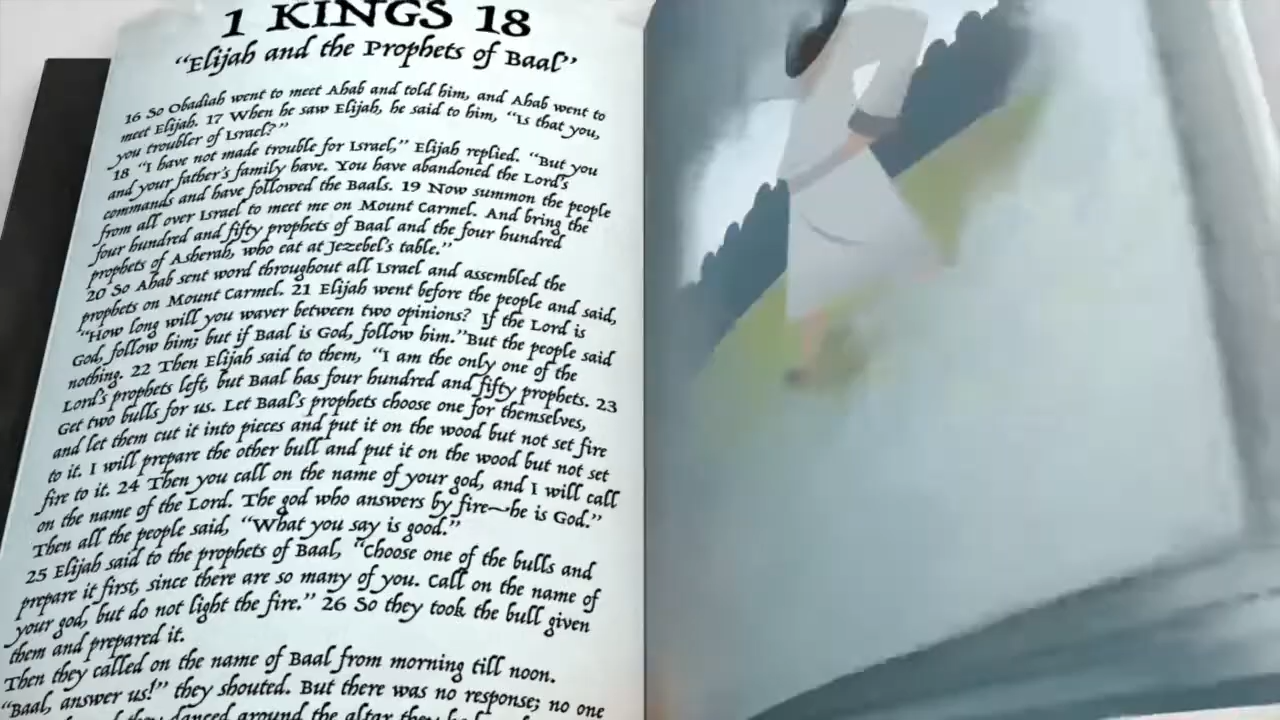 1 KINGS 18
“Elijah and the Prophets of Baal”
16 So Obadiah went to meet Ahab and told him, and Ahab went to
meet Elijah. 17 When he saw Elijah, he said to him, “Is that you,
you troubler of Israel?”
18 “I have not made trouble for Israel,” Elijah replied. “But you
and your father’s family have. You have abandoned the Lord’s
commands and have followed the Baals. 19 Now summon the people
from all over Israel to meet me on Mount Carmel. And bring the
four hundred and fifty prophets of Baal and the four hundred
prophets of Asherah, who eat at Jezebel’s table.”
20 So Ahab sent word throughout all Israel and assembled the
prophets on Mount Carmel. 21 Elijah went before the people and said,
“How long will you waver between two opinions? If the Lord is
God, follow him; but if Baal is God, follow him.”But the people said
nothing. 22 Then Elijah said to them, “I am the only one of the
Lord’s prophets left, but Baal has four hundred and fifty prophets. 23
Get two bulls for us. Let Baal’s prophets choose one for themselves,
and let them cut it into pieces and put it on the wood but not set fire
to it. I will prepare the other bull and put it on the wood but not set
fire to it. 24 Then you call on the name of your god, and I will call
on the name of the Lord. The god who answers by fire—he is God.”
Then all the people said, “What you say is good.”
25 Elijah said to the prophets of Baal, “Choose one of the bulls and
prepare it first, since there are so many of you. Call on the name of
your god, but do not light the fire.” 26 So they took the bull given
them and prepared it.
Then they called on the name of Baal from morning till noon.
“Baal, answer us!” they shouted. But there was no response; no one
they danced around the altar they